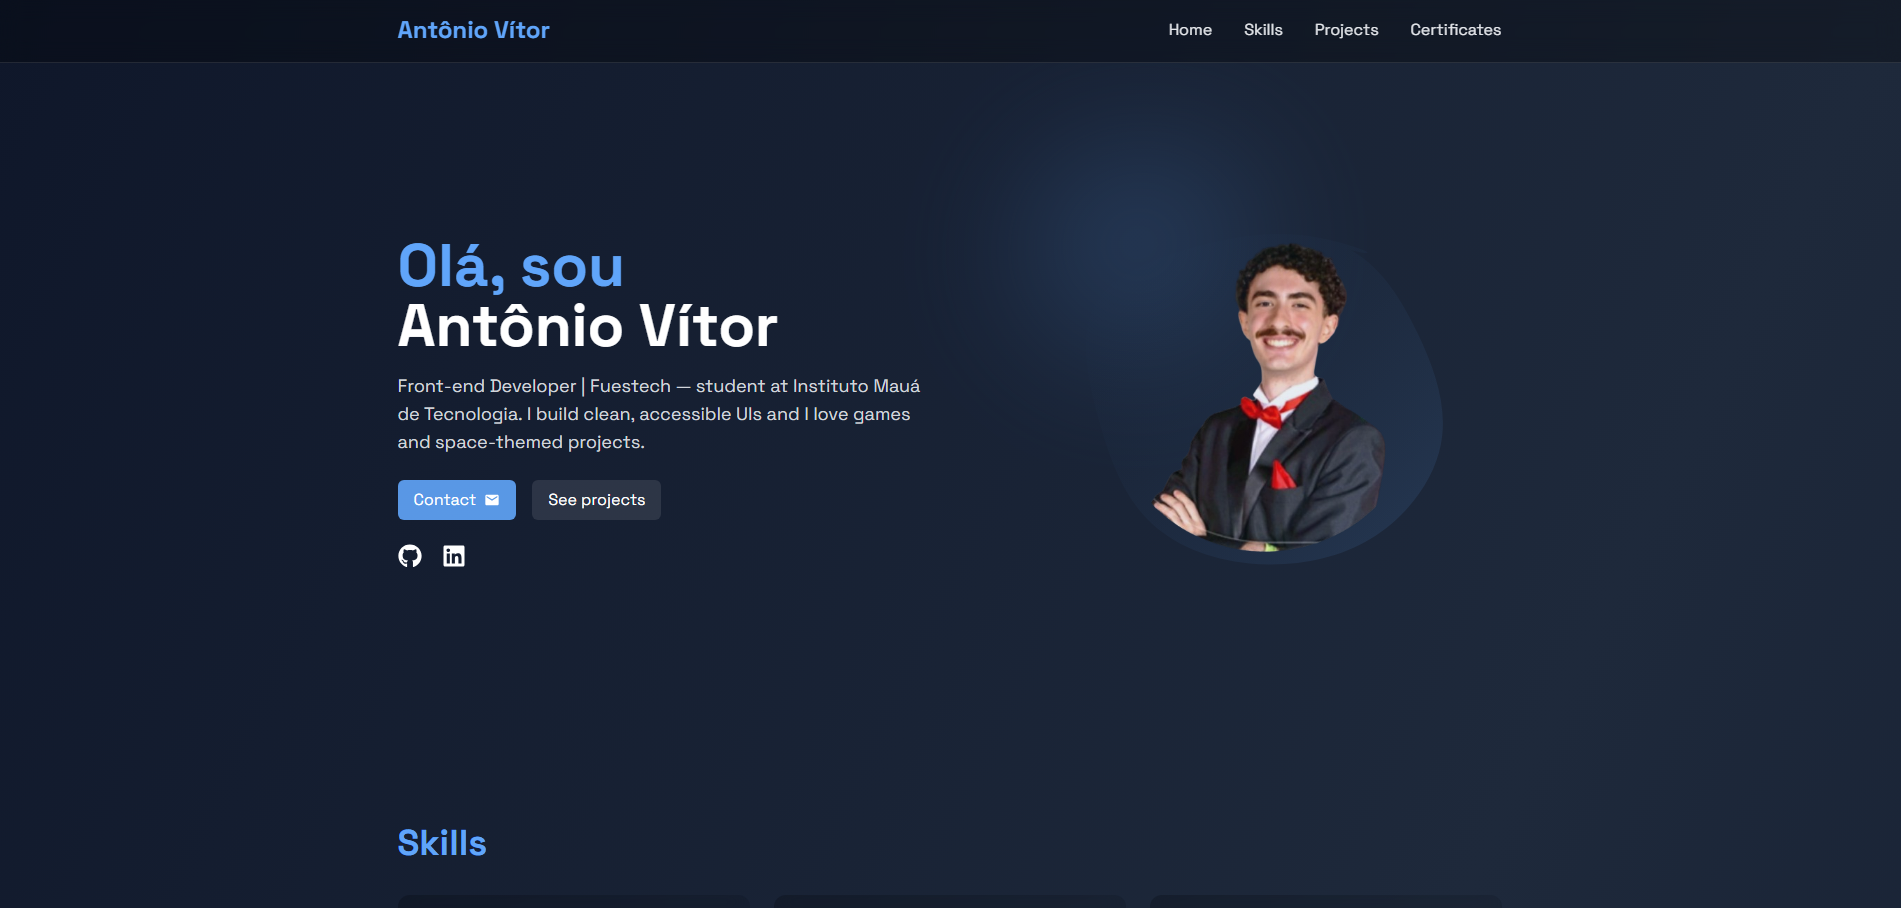 Antônio Vítor
Home
Skills
Projects
Certificates
Olá, sou
Antônio Vítor
Front-end Developer | Fuestech — student at Instituto Mauá
de Tecnologia. I build clean, accessible UIs and I love games
and space-themed projects.
Contact
See projects
in
Skills